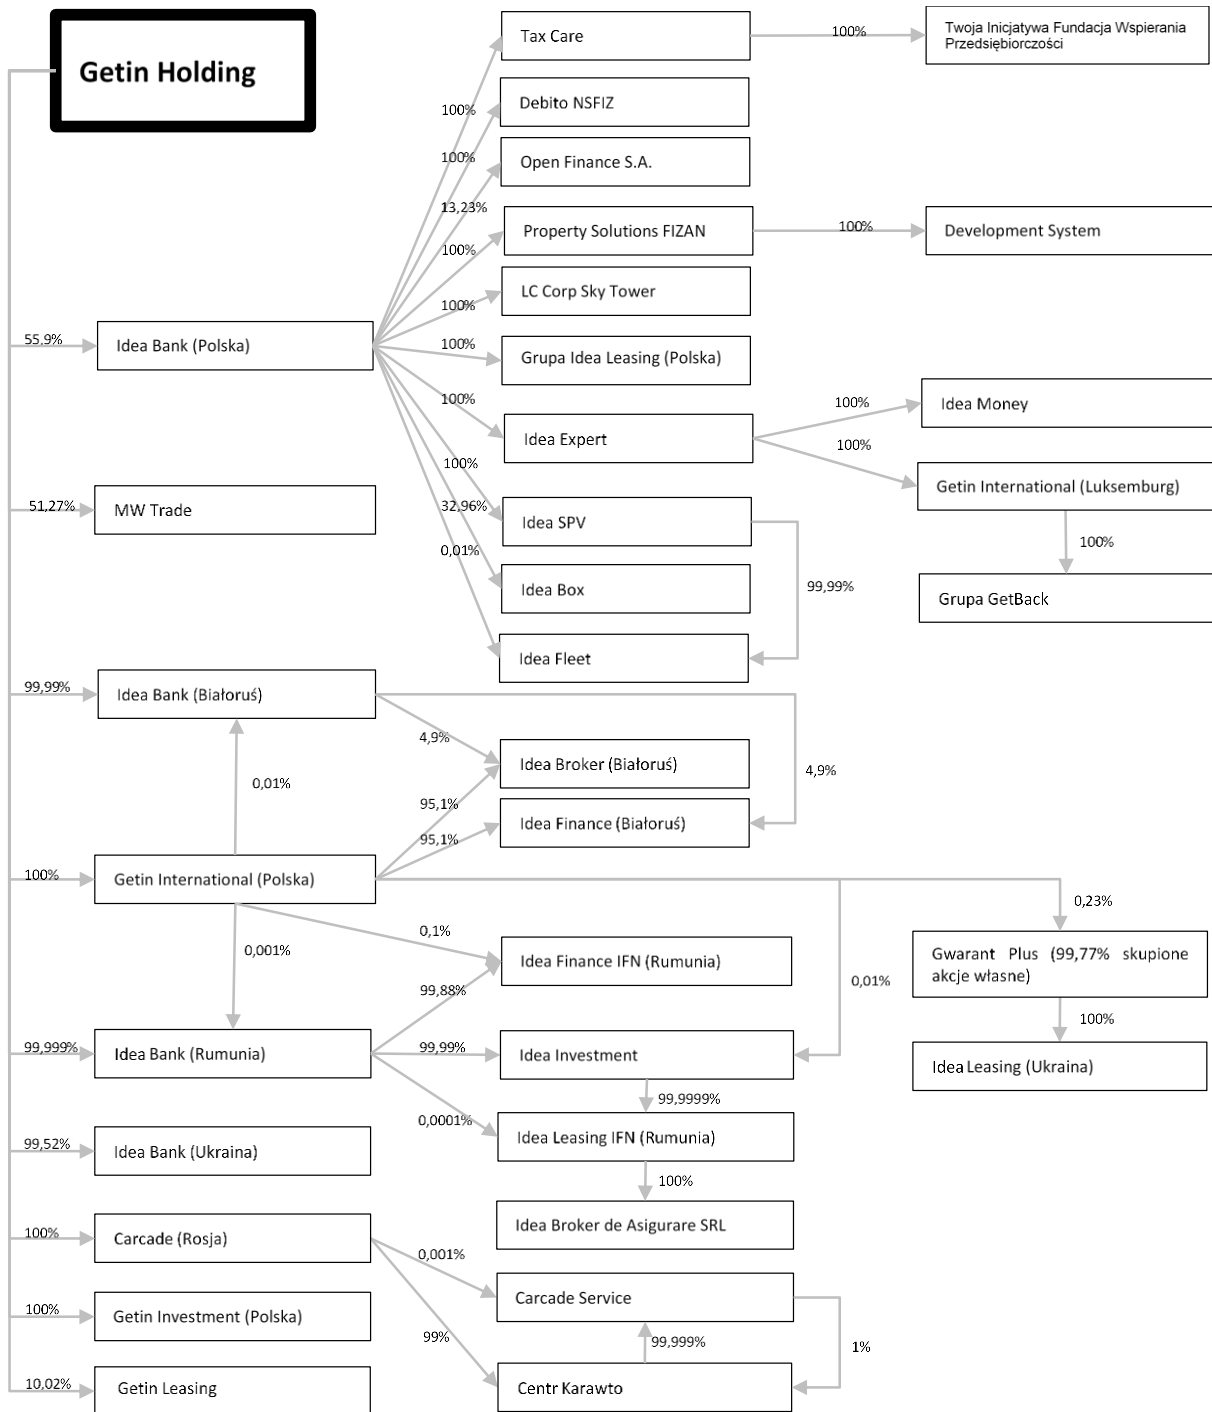 Getin Holding
Tax Care
100%
Twoja Inicjatywa Fundacja Wspierania
Przedsiębiorczości
100%
Debito NSFIZ
100%
Open Finance S.A.
13,23%
Property Solutions FIZAN
100%
Development System
100%
LC Corp Sky Tower
100%
55,9%
Idea Bank (Polska)
100%
Grupa Idea Leasing (Polska)
100%
Idea Expert
100%
Idea Money
100%
Getin International (Luksemburg)
100%
Grupa GetBack
100%
32,96%
0,01%
Idea SPV
Idea Box
99,99%
Idea Fleet
51,27%
MW Trade
99,99%
Idea Bank (Białoruś)
4,9%
Idea Broker (Białoruś)
4,9%
0,01%
95,1%
Idea Finance (Białoruś)
95,1%
100%
Getin International (Polska)
0,23%
0,1%
0,001%
Idea Finance IFN (Rumunia)
Gwarant Plus (99,77% skupione
akcje własne)
0,01%
99,88%
100%
99,999%
Idea Bank (Rumunia)
99,99%
Idea Investment
Idea Leasing (Ukraina)
99,9999%
0,0001%
Idea Leasing IFN (Rumunia)
99,52%
Idea Bank (Ukraina)
100%
Idea Broker de Asigurare SRL
100%
Carcade (Rosja)
0,001%
Carcade Service
100%
Getin Investment (Polska)
99%
99,999%
1%
10,02%
Getin Leasing
Centr Karawto